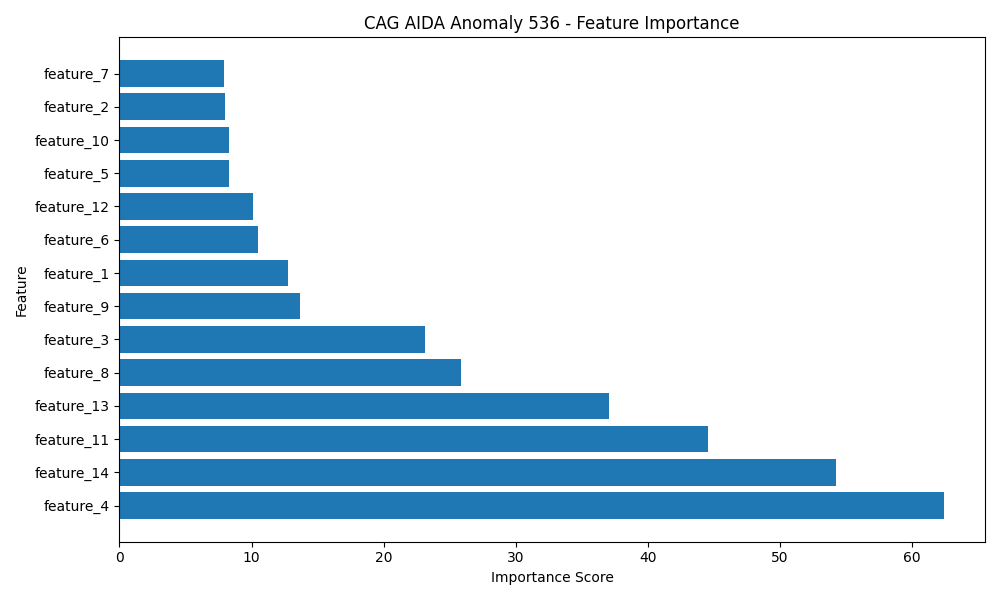 CAG AIDA Anomaly 536 - Feature Importance
Feature
feature_7
feature_2
feature_10
feature_5
feature_12
feature_6
feature_1
feature_9
feature_3
feature_8
feature_13
feature_11
feature_14
feature_4
0 10 20 30 40 50 60
Importance Score